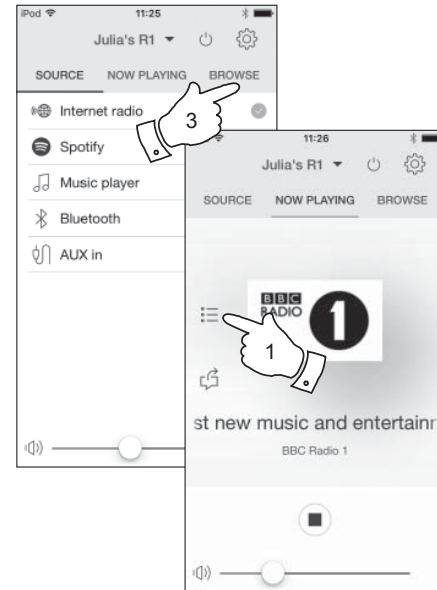 iPod 11:25
Julia's R1
SOURCE NOW PLAYING BROWSE
Internet radio
3
Spotify
Music player
Bluetooth
AUX in
11:26
Julia's R1
SOURCE NOW PLAYING BROWSE
BBC
RADIO 1
1
st new music and entertainr
BBC Radio 1